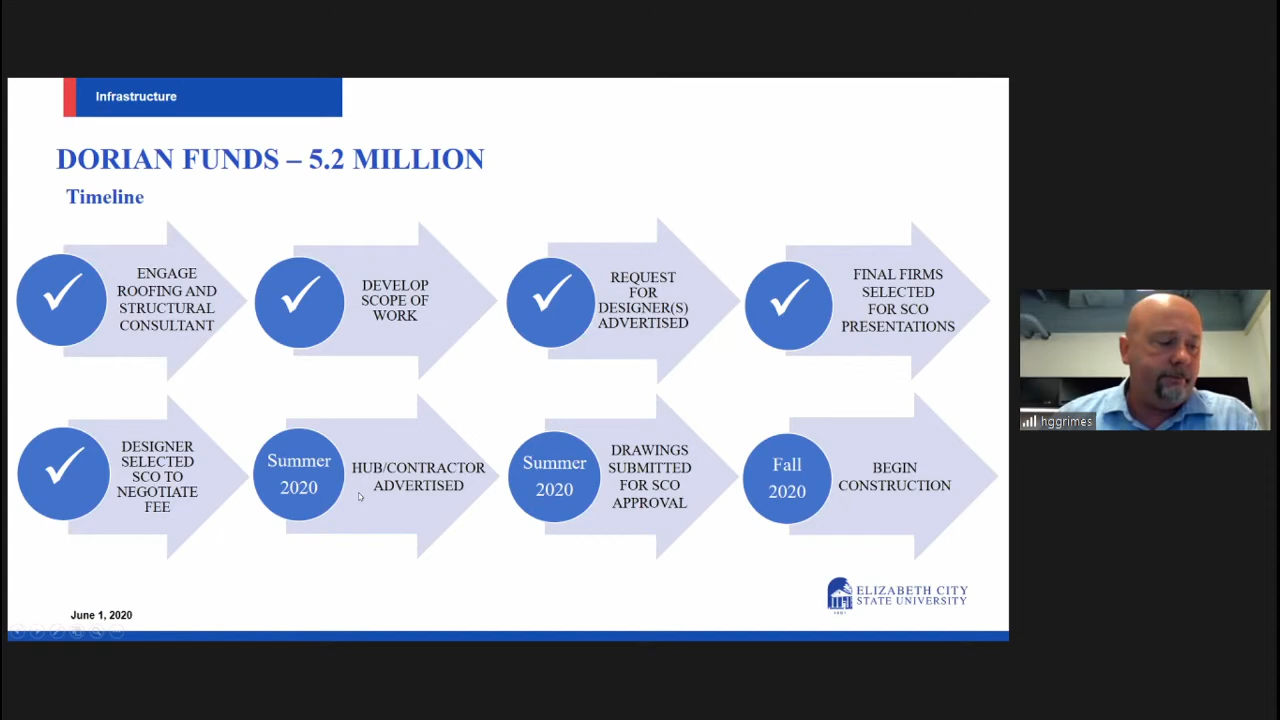 Infrastructure
DORIAN FUNDS – 5.2 MILLION
Timeline
ENGAGE
ROOFING AND
STRUCTURAL
CONSULTANT
DEVELOP
SCOPE OF
WORK
REQUEST
FOR
DESIGNER(S)
ADVERTISED
FINAL FIRMS
SELECTED
FOR SCO
PRESENTATIONS
DESIGNER
SELECTED
SCO TO
NEGOTIATE
FEE
Summer
2020
HUB/CONTRACTOR
ADVERTISED
Summer
2020
DRAWINGS
SUBMITTED
FOR SCO
APPROVAL
Fall
2020
BEGIN
CONSTRUCTION
hggrimes
ELIZABETH CITY
STATE UNIVERSITY
June 1, 2020